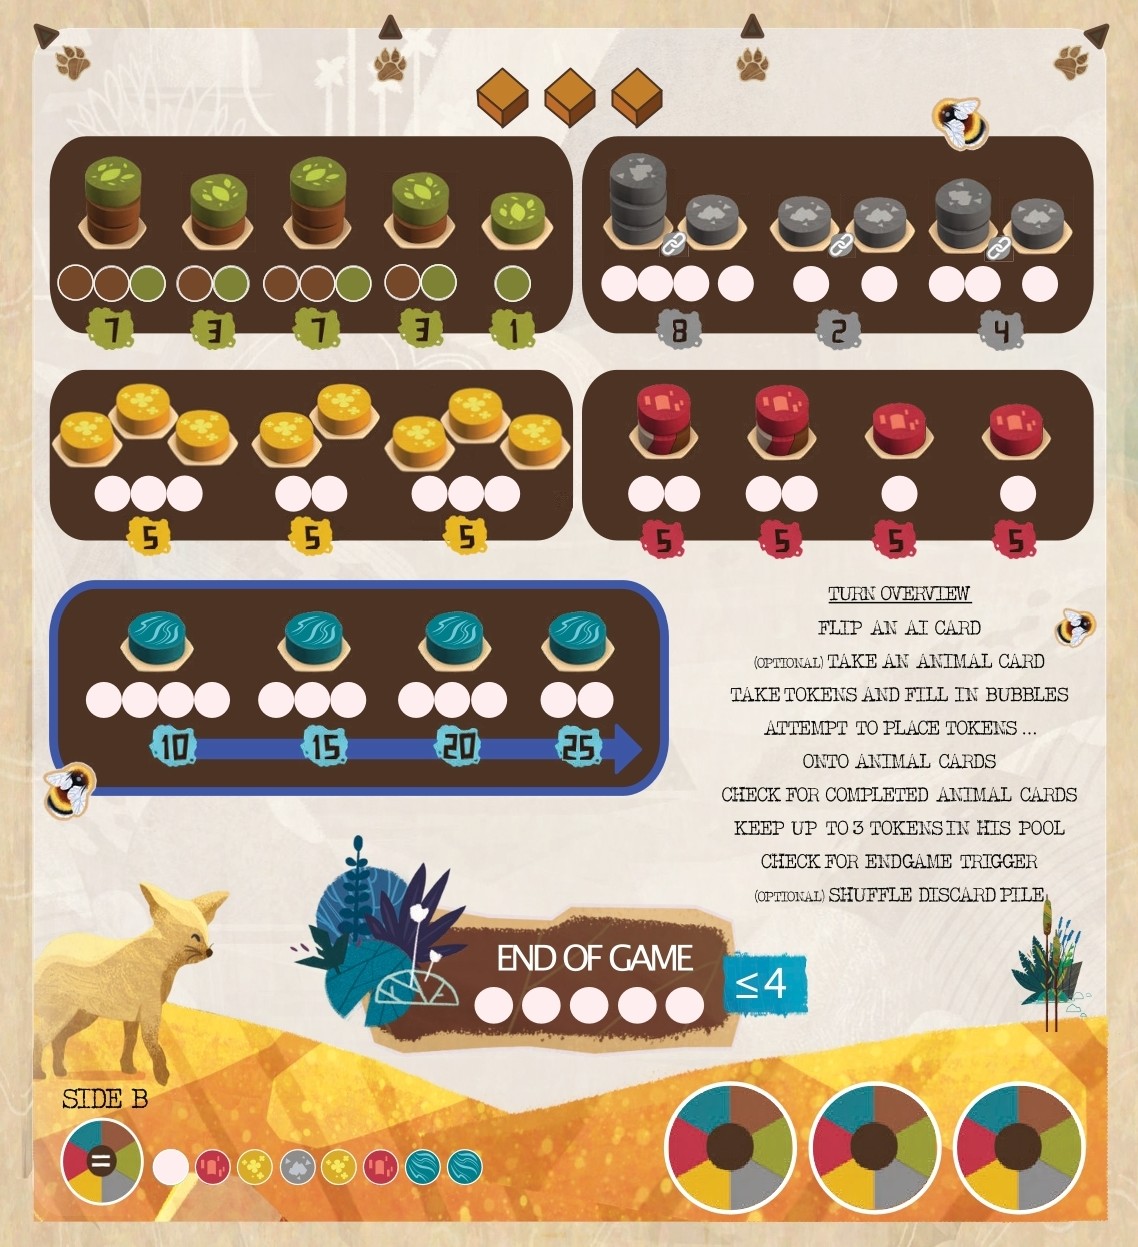 7 3 7 3 1
8 2 4
5 5 5
5 5 5 5
10 15 20 25
TURN OVERVIEW
FLIP AN AI CARD
(OPTIONAL) TAKE AN ANIMAL CARD
TAKE TOKENS AND FILL IN BUBBLES
ATTEMPT TO PLACE TOKENS ...
ONTO ANIMAL CARDS
CHECK FOR COMPLETED ANIMAL CARDS
KEEP UP TO 3 TOKENS IN HIS POOL
CHECK FOR ENDGAME TRIGGER
(OPTIONAL) SHUFFLE DISCARD PILE
END OF GAME
≤4
SIDE B
=